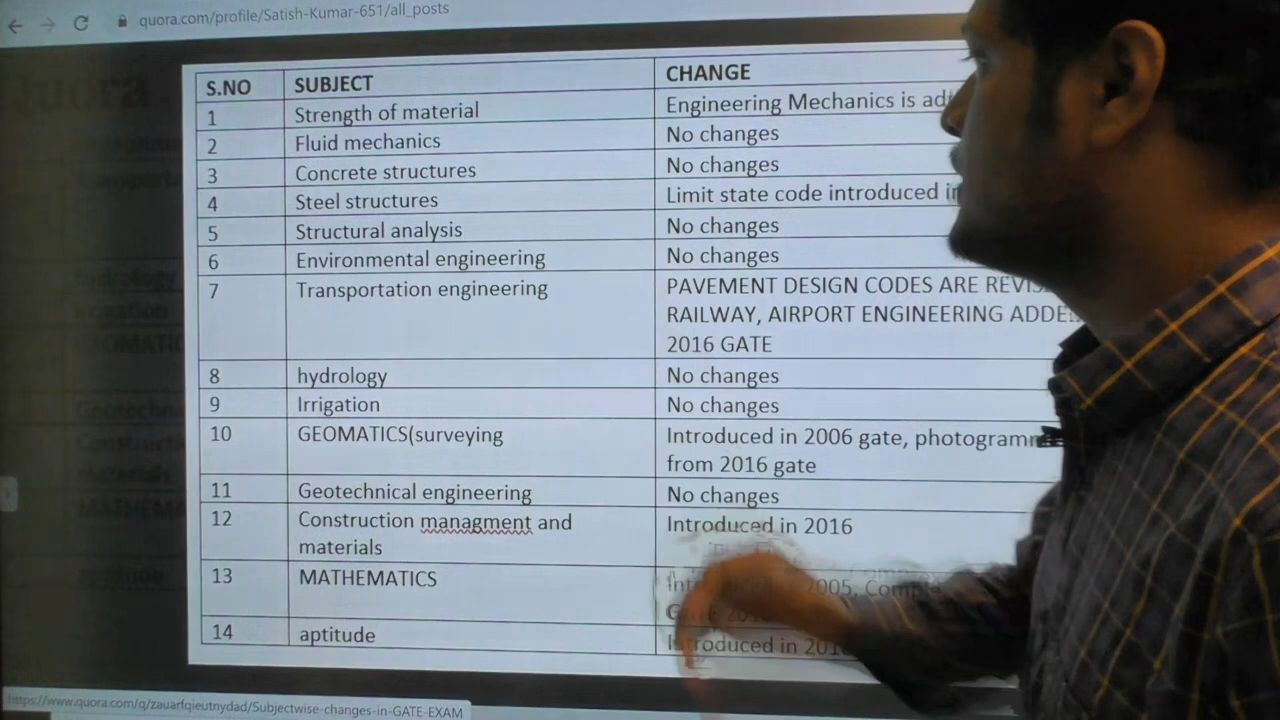 quora.com/profile/Satish-Kumar-651/all_posts
S.NO SUBJECT CHANGE
1 Strength of material Engineering Mechanics is
2 Fluid mechanics No changes
3 Concrete structures No changes
4 Steel structures Limit state code introduced
5 Structural analysis No changes
6 Environmental engineering No changes
7 Transportation engineering PAVEMENT DESIGN CODES ARE
RAILWAY, AIRPORT ENGINEERING
2016 GATE
8 hydrology No changes
9 Irrigation No changes
10 GEOMATICS(surveying Introduced in 2006 gate,
from 2016 gate
11 Geotechnical engineering No changes
12 Construction managment and Introduced in 2016
materials
13 MATHEMATICS 2005,
14 aptitude Introduced in
https://www.quora.com/q/zauarfqieutnydad/Subjectwise-changes-in-GATE-EXAM